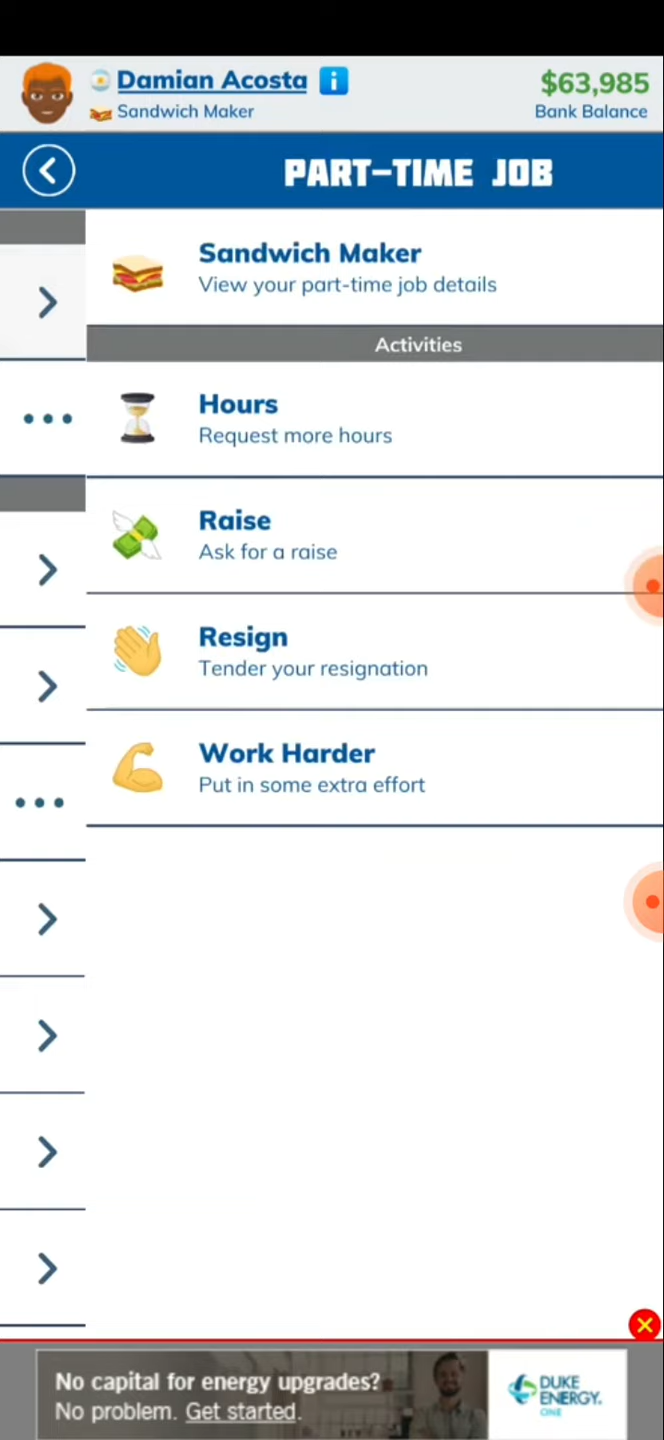 Damian Acosta
$63,985
Sandwich Maker
Bank Balance
PART-TIME JOB
Sandwich Maker
View your part-time job details
Activities
Hours
Request more hours
Raise
Ask for a raise
Resign
Tender your resignation
Work Harder
Put in some extra effort
No capital for energy upgrades?
No problem. Get started.
DUKE
ENERGY.
ONE